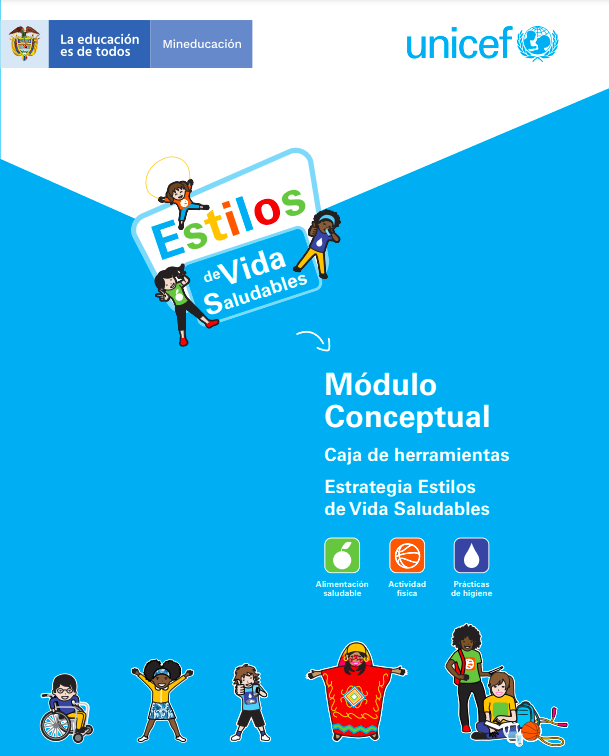 La educación
es de todos
Mineducación
unicef
Estilos
de Vida
Saludables
Módulo
Conceptual
Caja de herramientas
Estrategia Estilos
de Vida Saludables
Alimentación
saludable
Actividad
física
Prácticas
de higiene